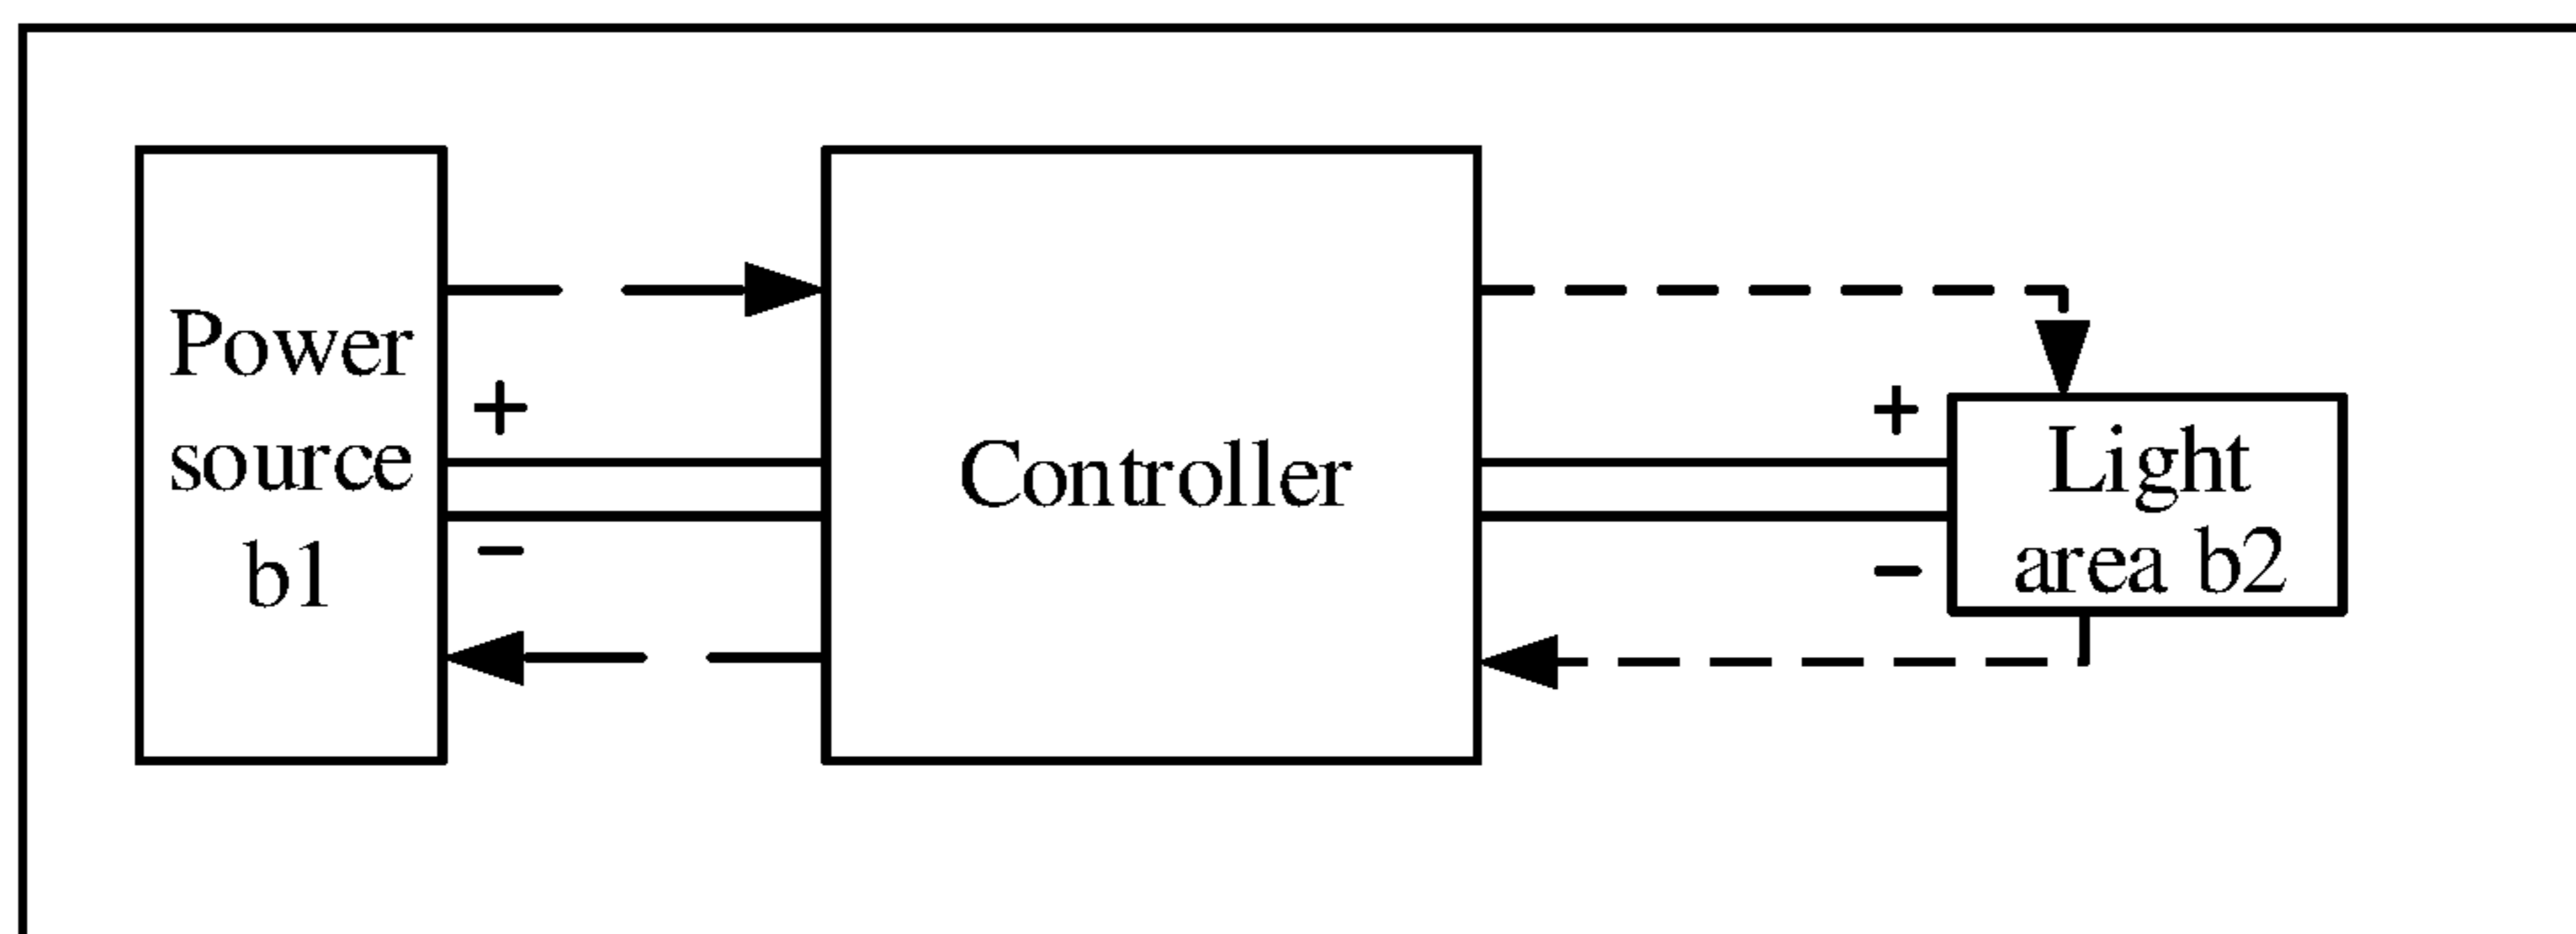 Power
source
b1
+
−
Controller
+
−
Light
area b2